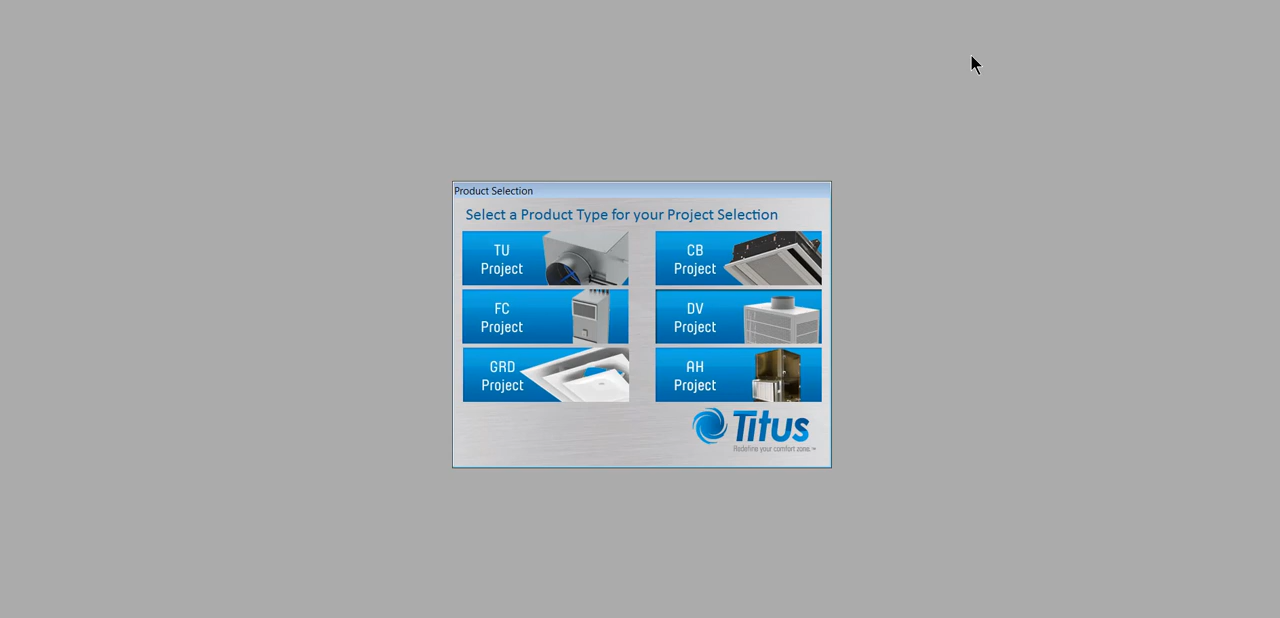 Product Selection
Select a Product Type for your Project Selection
TU
Project
CB
Project
FC
Project
DV
Project
GRD
Project
AH
Project
Titus
Redefine your comfort zone.™